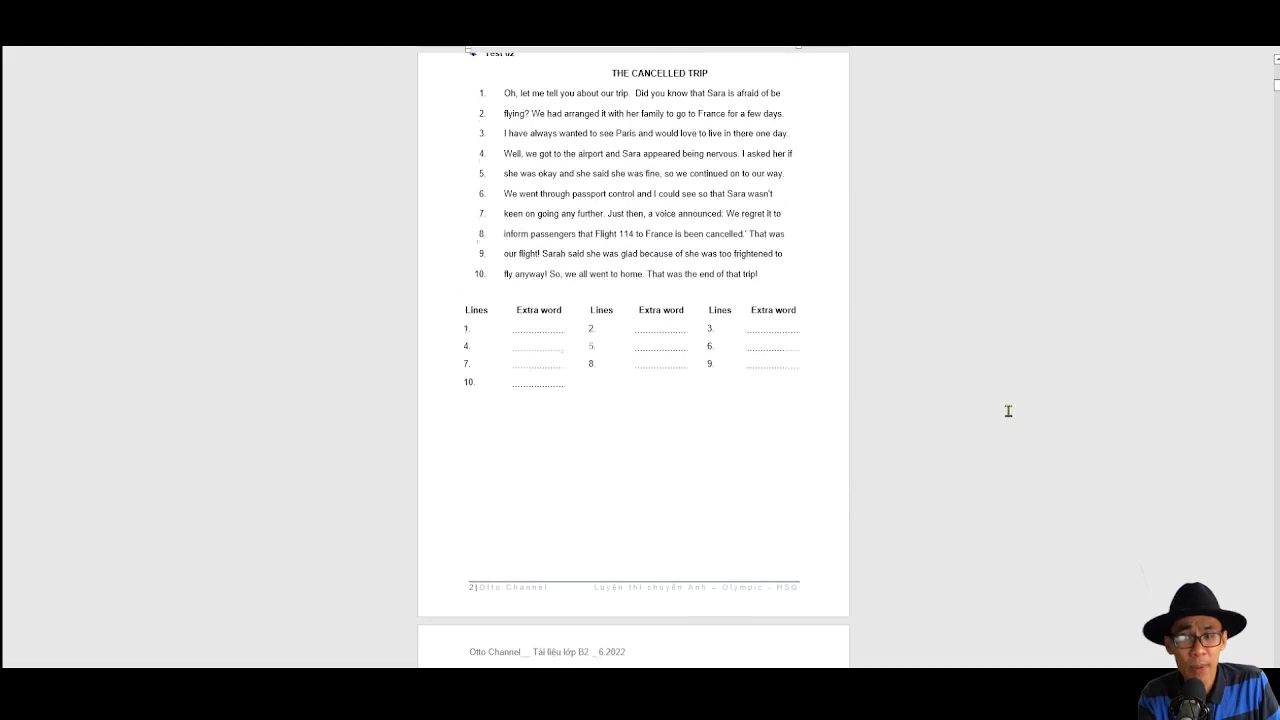 Test 02
THE CANCELLED TRIP
1. Oh, let me tell you about our trip. Did you know that Sara is afraid of be
2. flying? We had arranged it with her family to go to France for a few days.
3. I have always wanted to see Paris and would love to live in there one day.
4. Well, we got to the airport and Sara appeared being nervous. I asked her if
5. she was okay and she said she was fine, so we continued on to our way.
6. We went through passport control and I could see so that Sara wasn't
7. keen on going any further. Just then, a voice announced: We regret it to
8. inform passengers that Flight 114 to France is been cancelled.' That was
9. our flight! Sarah said she was glad because of she was too frightened to
10. fly anyway! So, we all went to home. That was the end of that trip!
Lines Extra word Lines Extra word Lines Extra word
1. .................... 2. .................... 3. ....................
4. .................... 5. .................... 6. ....................
7. .................... 8. .................... 9. ....................
10. ....................
2|Otto Channel Luyện thi chuyên Anh – Olympic - HSG
Otto Channel__ Tài liệu lớp B2 _6.2022